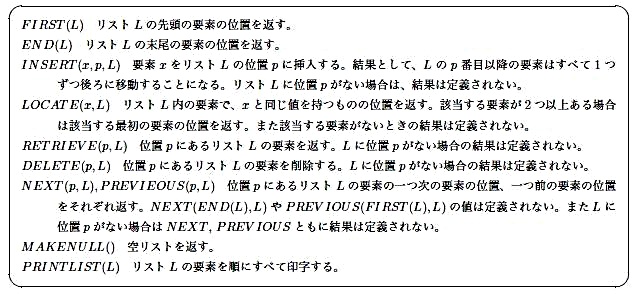 FIRST(L) リスト L の先頭の要素の位置を返す。
END(L) リスト L の末尾の要素の位置を返す。
INSERT(x, p, L) 要素 x をリスト L の位置 p に挿入する。結果として、L の p 番目以降の要素はすべて 1 つ
ずつ後ろに移動することになる。リスト L に位置 p がない場合は、結果は定義されない。
LOCATE(x, L) リスト L 内の要素で、x と同じ値を持つものの位置を返す。該当する要素が 2 つ以上ある場合
は該当する最初の要素の位置を返す。また該当する要素がないときの結果は定義されない。
RETRIEVE(p, L) 位置 p にあるリスト L の要素を返す。L に位置 p がない場合の結果は定義されない。
DELETE(p, L) 位置 p にあるリスト L の要素を削除する。L に位置 p がない場合の結果は定義されない。
NEXT(p, L), PREVIEOUS(p, L) 位置 p にあるリスト L の要素の一つ次の要素の位置、一つ前の要素の位置
をそれぞれ返す。NEXT(END(L), L) や PREVIOUS(FIRST(L), L) の値は定義されない。また L に
位置 p がない場合は NEXT, PREVIOUS ともに結果は定義されない。
MAKENULL() 空リストを返す。
PRINTLIST(L) リスト L の要素を順にすべて印字する。